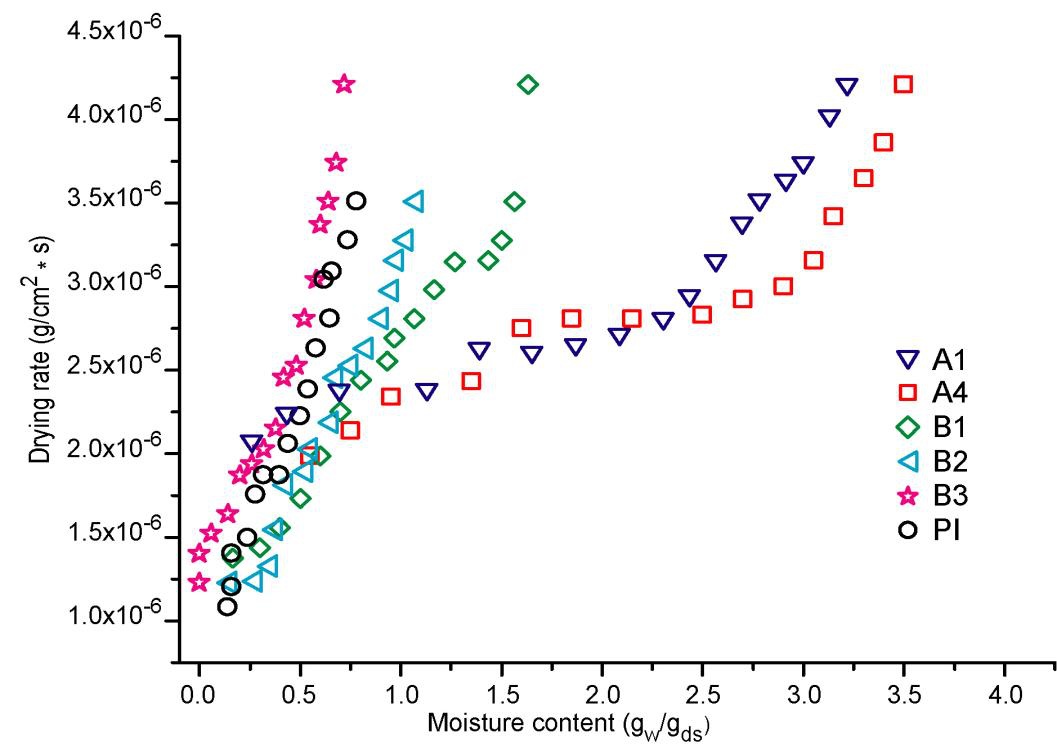 4.5x10⁻⁶
4.0x10⁻⁶
3.5x10⁻⁶
3.0x10⁻⁶
2.5x10⁻⁶
2.0x10⁻⁶
1.5x10⁻⁶
1.0x10⁻⁶
Drying rate (g/cm² * s)
A1
A4
B1
B2
B3
PI
0.0 0.5 1.0 1.5 2.0 2.5 3.0 3.5 4.0
Moisture content (g_w/g_ds)